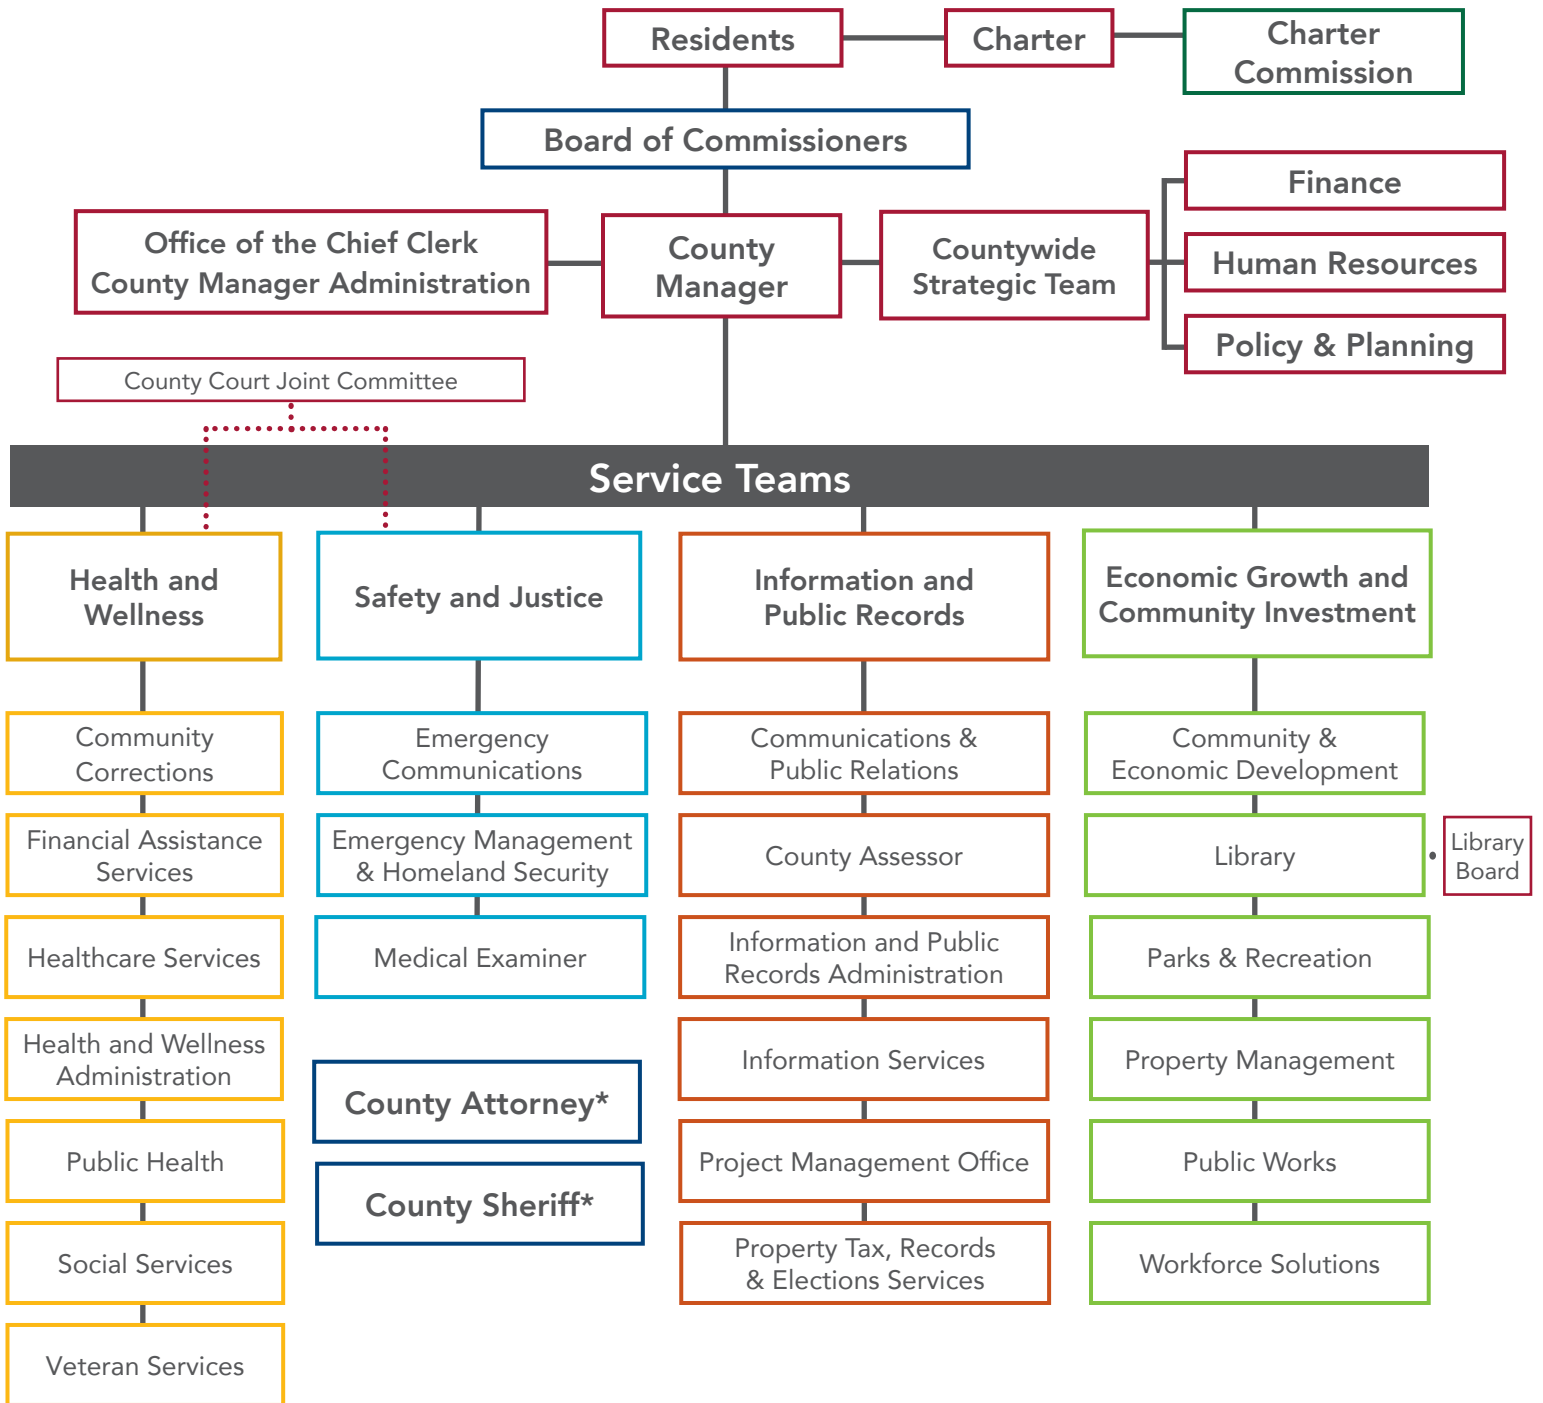 Residents
Charter
Charter
Commission
Board of Commissioners
Finance
Office of the Chief Clerk
County Manager Administration
County
Manager
Countywide
Strategic Team
Human Resources
Policy & Planning
County Court Joint Committee
Service Teams
Health and
Wellness
Safety and Justice
Information and
Public Records
Economic Growth and
Community Investment
Community
Corrections
Financial Assistance
Services
Healthcare Services
Health and Wellness
Administration
Public Health
Social Services
Veteran Services
Emergency
Communications
Emergency Management
& Homeland Security
Medical Examiner
County Attorney*
County Sheriff*
Communications &
Public Relations
County Assessor
Information and Public
Records Administration
Information Services
Project Management Office
Property Tax, Records
& Elections Services
Community &
Economic Development
Library
Library
Board
Parks & Recreation
Property Management
Public Works
Workforce Solutions